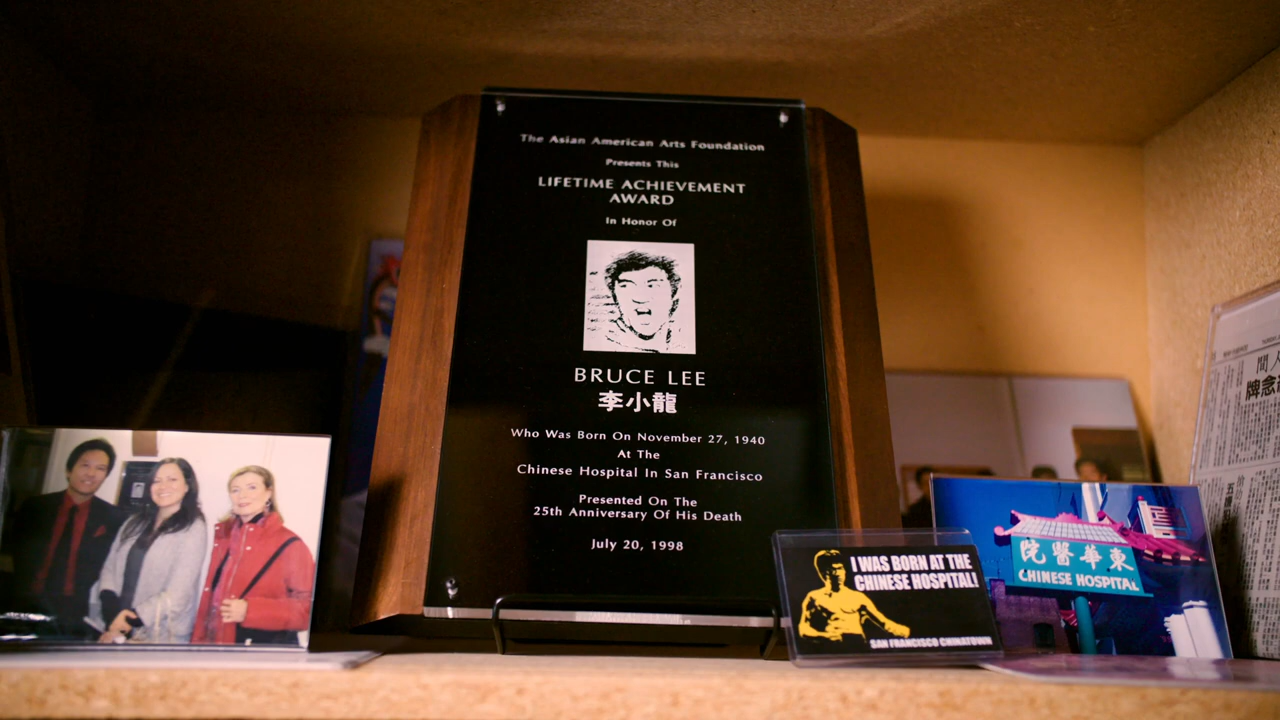 The Asian American Arts Foundation
Presents This
LIFETIME ACHIEVEMENT
AWARD
In Honor Of
BRUCE LEE
李小龍
Who Was Born On November 27, 1940
At The
Chinese Hospital In San Francisco
Presented On The
25th Anniversary Of His Death
July 20, 1998
I WAS BORN AT THE
CHINESE HOSPITAL!
SAN FRANCISCO CHINATOWN
院醫華東
CHINESE HOSPITAL